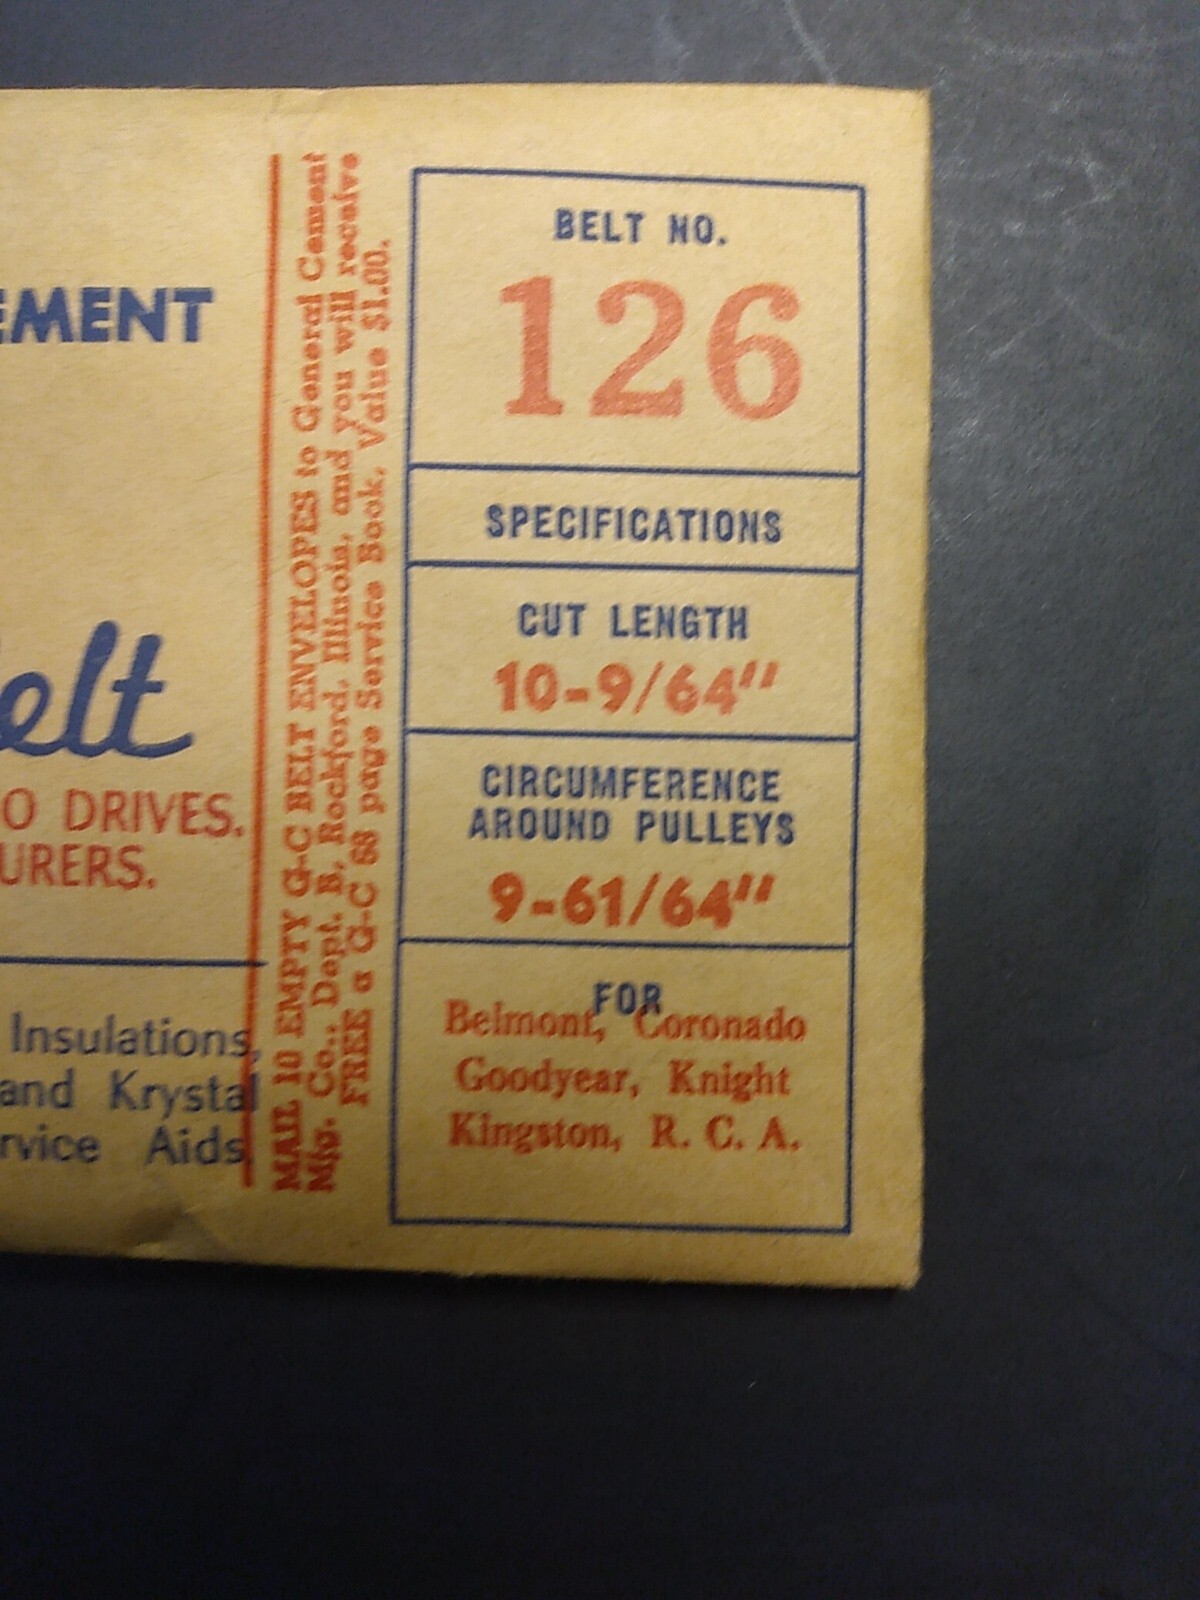 EMENT
elt
O DRIVES.
URERS.
Insulations,
and Krystal
rvice Aids
MAIL 10 EMPTY G-C BELT ENVELOPES to General Cement
Mfg. Co., Dept. B, Rockford, Illinois, and you will receive
FREE a G-C 68 page Service Book. Value $1.00.
BELT NO.
126
SPECIFICATIONS
CUT LENGTH
10-9/64"
CIRCUMFERENCE
AROUND PULLEYS
9-61/64"
FOR
Belmont, Coronado
Goodyear, Knight
Kingston, R. C. A.